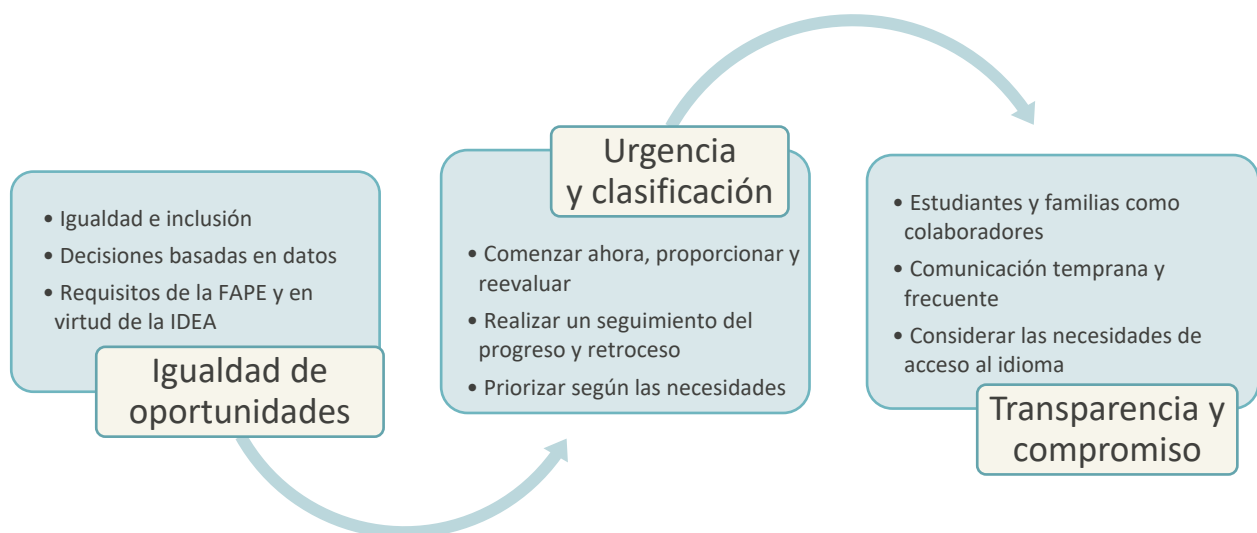 • Igualdad e inclusión
• Decisiones basadas en datos
• Requisitos de la FAPE y en
virtud de la IDEA
Igualdad de
oportunidades
Urgencia
y clasificación
• Comenzar ahora, proporcionar y
reevaluar
• Realizar un seguimiento del
progreso y retroceso
• Priorizar según las necesidades
• Estudiantes y familias como
colaboradores
• Comunicación temprana y
frecuente
• Considerar las necesidades de
acceso al idioma
Transparencia y
compromiso